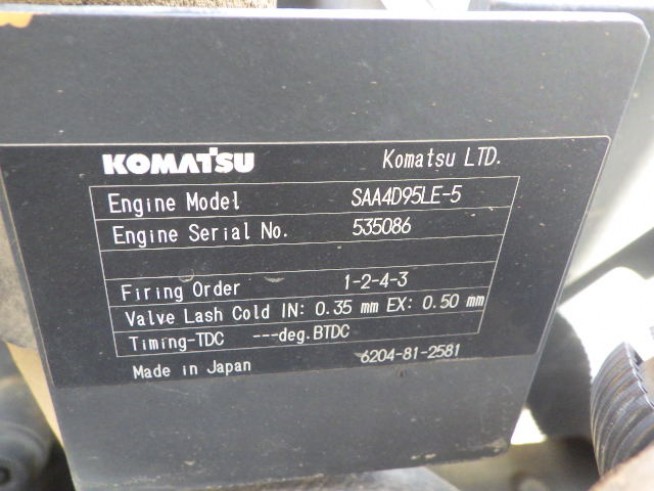 KOMATSU Komatsu LTD.
Engine Model SAA4D95LE-5
Engine Serial No. 535086
Firing Order 1-2-4-3
Valve Lash Cold IN: 0.35 mm EX: 0.50 mm
Timing-TDC ---deg.BTDC
Made in Japan 6204-81-2581